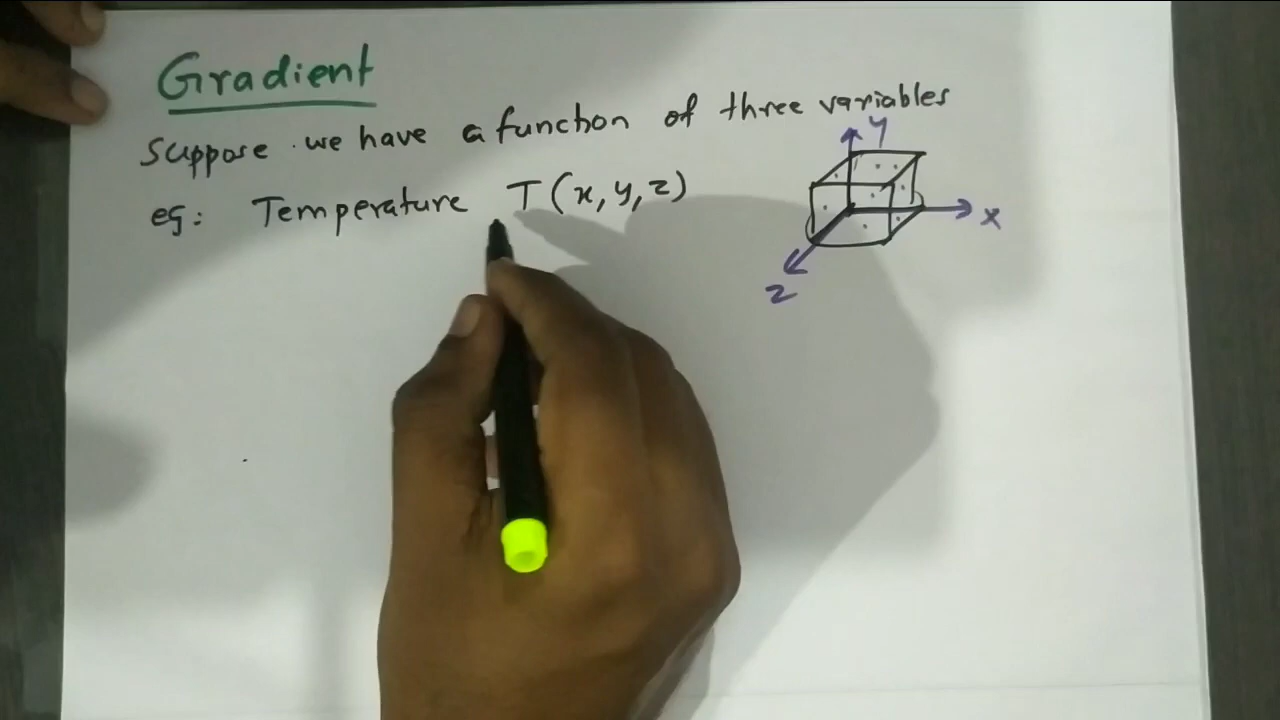 Gradient
Suppose we have a function of three variables
eg: Temperature T(x, y, z)
y
x
z